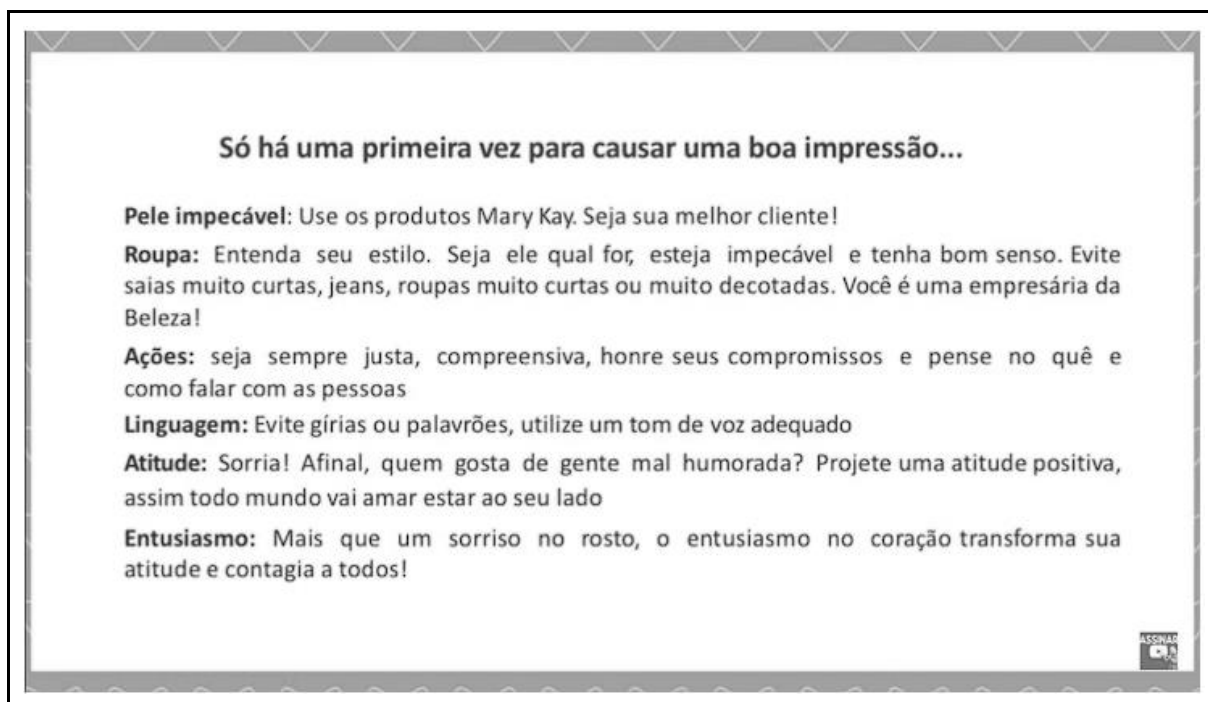 Só há uma primeira vez para causar uma boa impressão...
Pele impecável: Use os produtos Mary Kay. Seja sua melhor cliente!
Roupa: Entenda seu estilo. Seja ele qual for, esteja impecável e tenha bom senso. Evite
saias muito curtas, jeans, roupas muito curtas ou muito decotadas. Você é uma empresária da
Beleza!
Ações: seja sempre justa, compreensiva, honre seus compromissos e pense no quê e
como falar com as pessoas
Linguagem: Evite gírias ou palavrões, utilize um tom de voz adequado
Atitude: Sorria! Afinal, quem gosta de gente mal humorada? Projete uma atitude positiva,
assim todo mundo vai amar estar ao seu lado
Entusiasmo: Mais que um sorriso no rosto, o entusiasmo no coração transforma sua
atitude e contagia a todos!
ASSINAR